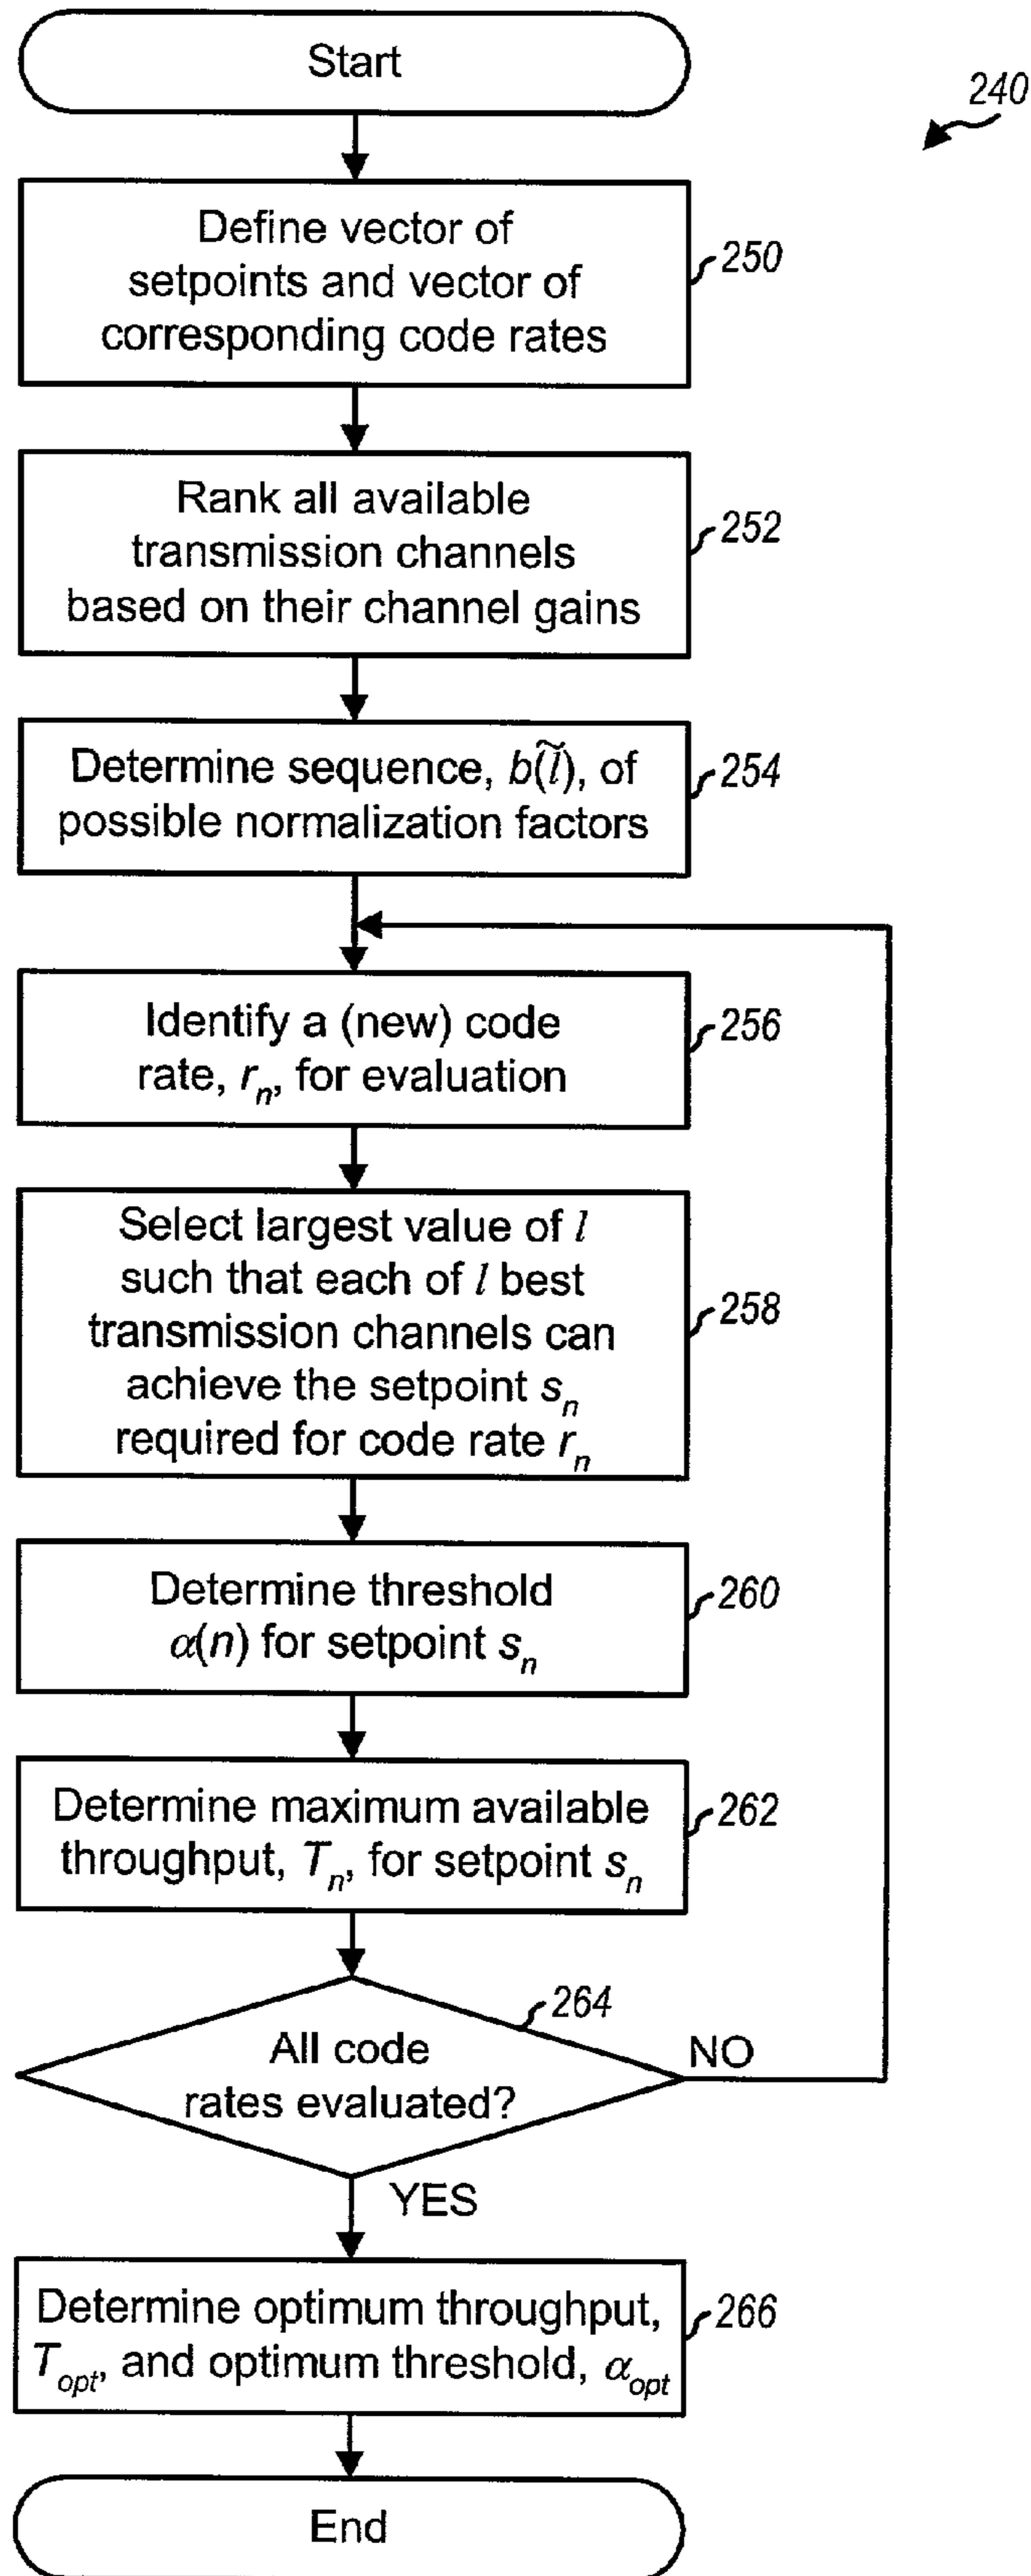 Start
240
Define vector of
setpoints and vector of
corresponding code rates
250
Rank all available
transmission channels
based on their channel gains
252
Determine sequence, b(l̃), of
possible normalization factors
254
Identify a (new) code
rate, rₙ, for evaluation
256
Select largest value of l
such that each of l best
transmission channels can
achieve the setpoint sₙ
required for code rate rₙ
258
Determine threshold
α(n) for setpoint sₙ
260
Determine maximum available
throughput, Tₙ, for setpoint sₙ
262
264
All code
rates evaluated?
NO
YES
Determine optimum throughput,
T_opt, and optimum threshold, α_opt
266
End